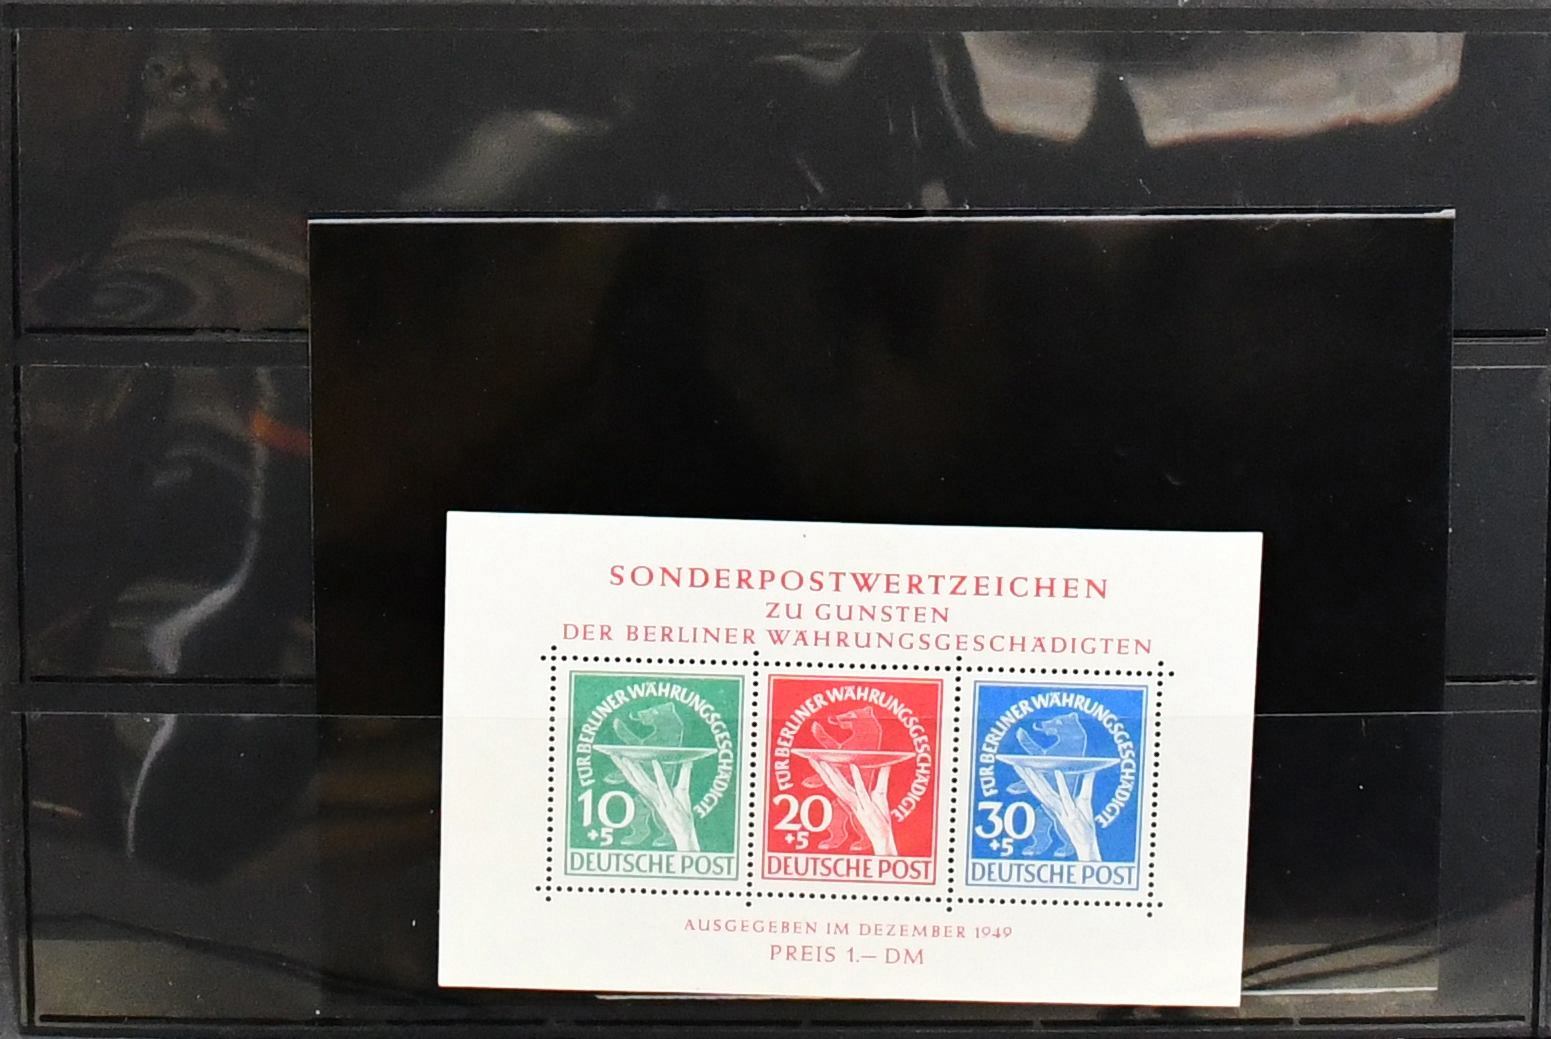 SONDERPOSTWERTZEICHEN
ZU GUNSTEN
DER BERLINER WÄHRUNGSGESCHÄDIGTEN
FÜR BERLINER WÄHRUNGSGESCHÄDIGTE
10
+5
DEUTSCHE POST
FÜR BERLINER WÄHRUNGSGESCHÄDIGTE
20
+5
DEUTSCHE POST
FÜR BERLINER WÄHRUNGSGESCHÄDIGTE
30
+5
DEUTSCHE POST
AUSGEGEBEN IM DEZEMBER 1949
PREIS 1.— DM